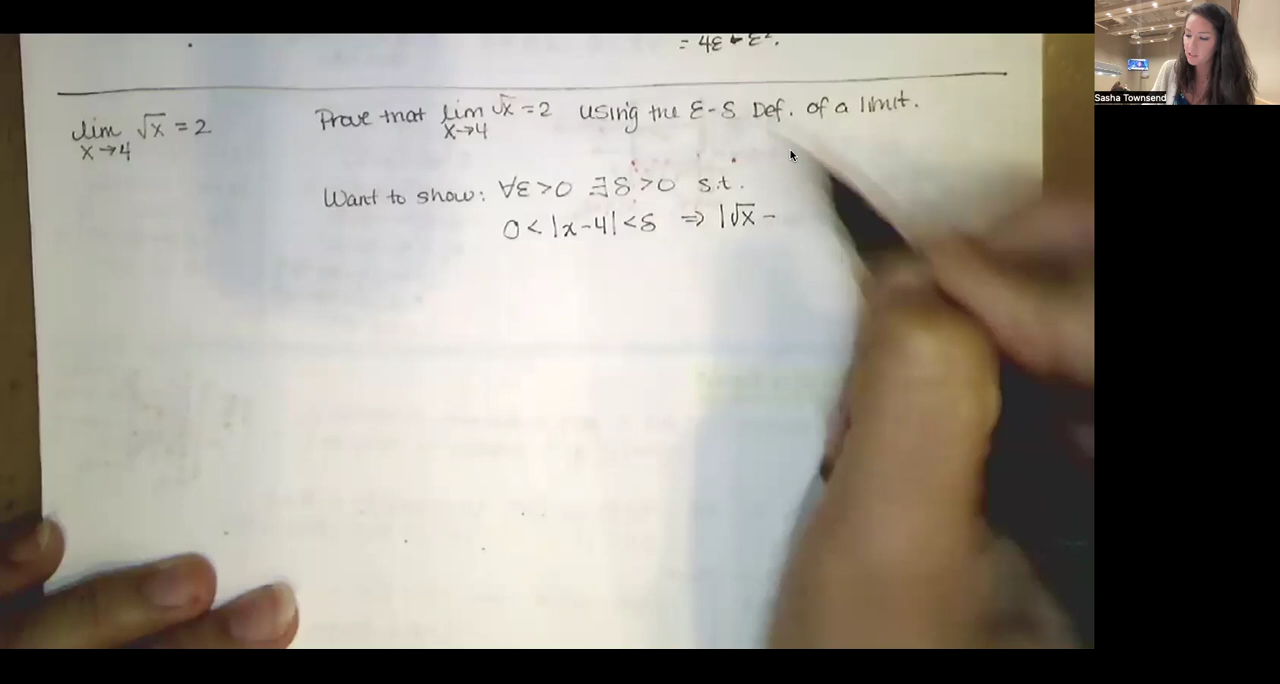 = 4ε - ε².
lim √x = 2
x→4
Prove that lim √x = 2 using the ε-δ Def. of a limit.
x→4
Want to show: ∀ε>0 ∃δ>0 s.t.
0 < |x-4| < δ ⇒ |√x -
Sasha Townsend